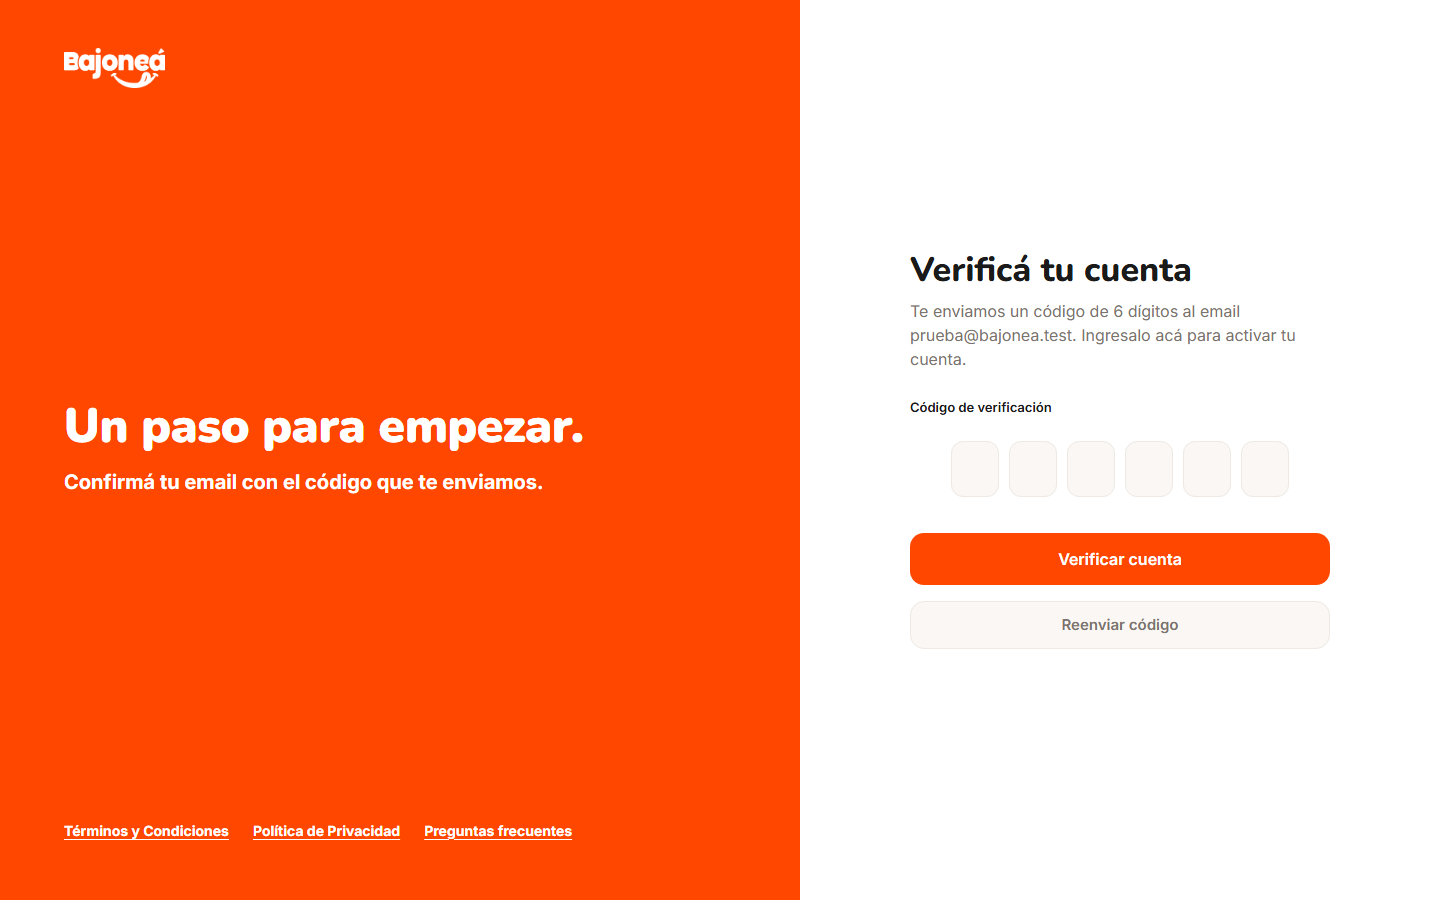 Bajoneá
Un paso para empezar.
Confirmá tu email con el código que te enviamos.
Términos y Condiciones
Política de Privacidad
Preguntas frecuentes
Verificá tu cuenta
Te enviamos un código de 6 dígitos al email
prueba@bajonea.test. Ingresalo acá para activar tu
cuenta.
Código de verificación
Verificar cuenta
Reenviar código